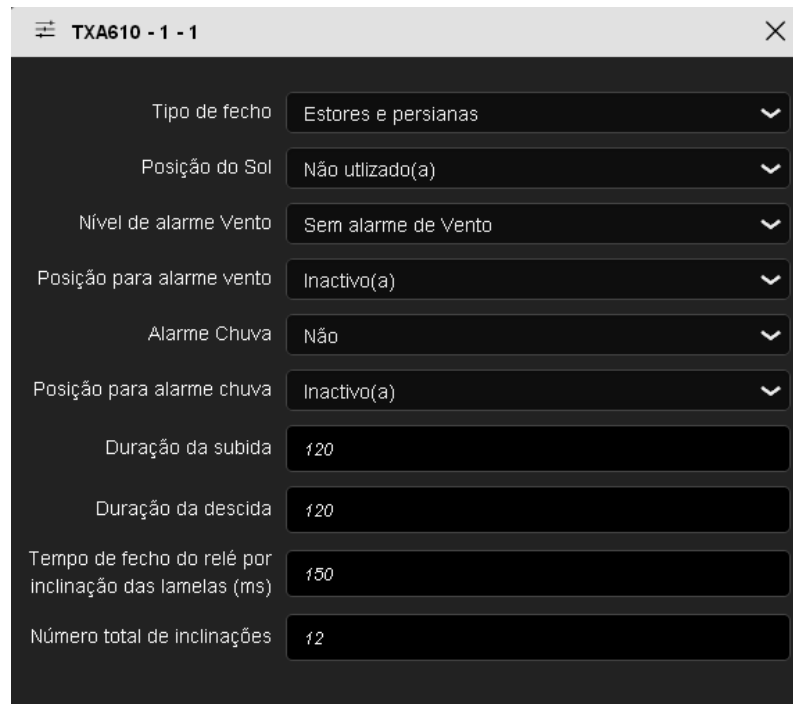 TXA610 - 1 - 1
Tipo de fecho
Estores e persianas
Posição do Sol
Não utlizado(a)
Nível de alarme Vento
Sem alarme de Vento
Posição para alarme vento
Inactivo(a)
Alarme Chuva
Não
Posição para alarme chuva
Inactivo(a)
Duração da subida
120
Duração da descida
120
Tempo de fecho do relé por
inclinação das lamelas (ms)
150
Número total de inclinações
12